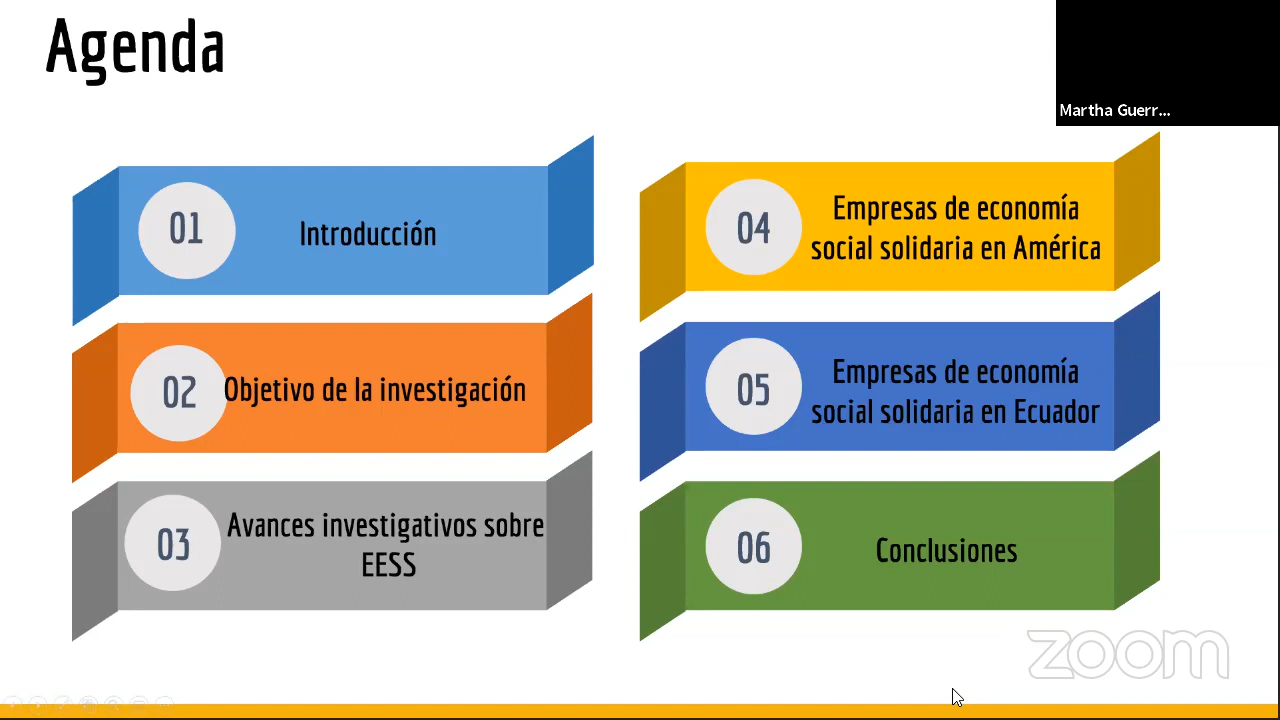 Agenda
Martha Guerr...
01
Introducción
02
Objetivo de la investigación
03
Avances investigativos sobre
EESS
04
Empresas de economía
social solidaria en América
05
Empresas de economía
social solidaria en Ecuador
06
Conclusiones
zoom